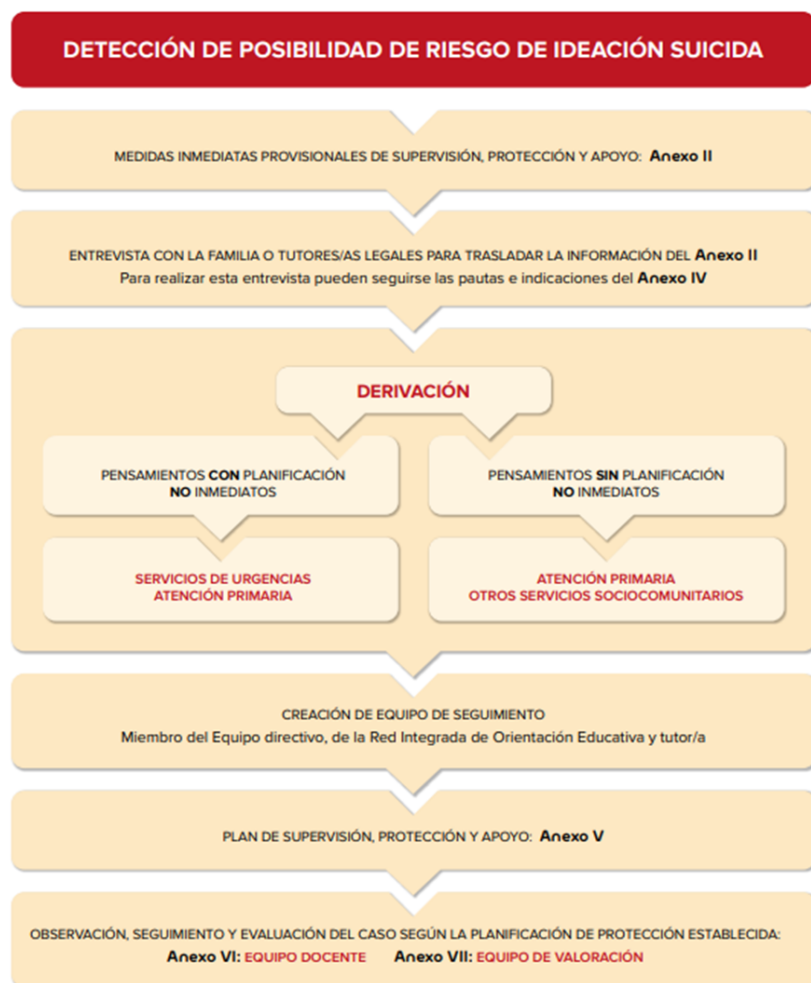 DETECCIÓN DE POSIBILIDAD DE RIESGO DE IDEACIÓN SUICIDA
MEDIDAS INMEDIATAS PROVISIONALES DE SUPERVISIÓN, PROTECCIÓN Y APOYO: Anexo II
ENTREVISTA CON LA FAMILIA O TUTORES/AS LEGALES PARA TRASLADAR LA INFORMACIÓN DEL Anexo II
Para realizar esta entrevista pueden seguirse las pautas e indicaciones del Anexo IV
DERIVACIÓN
PENSAMIENTOS CON PLANIFICACIÓN
NO INMEDIATOS
SERVICIOS DE URGENCIAS
ATENCIÓN PRIMARIA
PENSAMIENTOS SIN PLANIFICACIÓN
NO INMEDIATOS
ATENCIÓN PRIMARIA
OTROS SERVICIOS SOCIOCOMUNITARIOS
CREACIÓN DE EQUIPO DE SEGUIMIENTO
Miembro del Equipo directivo, de la Red Integrada de Orientación Educativa y tutor/a
PLAN DE SUPERVISIÓN, PROTECCIÓN Y APOYO: Anexo V
OBSERVACIÓN, SEGUIMIENTO Y EVALUACIÓN DEL CASO SEGÚN LA PLANIFICACIÓN DE PROTECCIÓN ESTABLECIDA:
Anexo VI: EQUIPO DOCENTE Anexo VII: EQUIPO DE VALORACIÓN